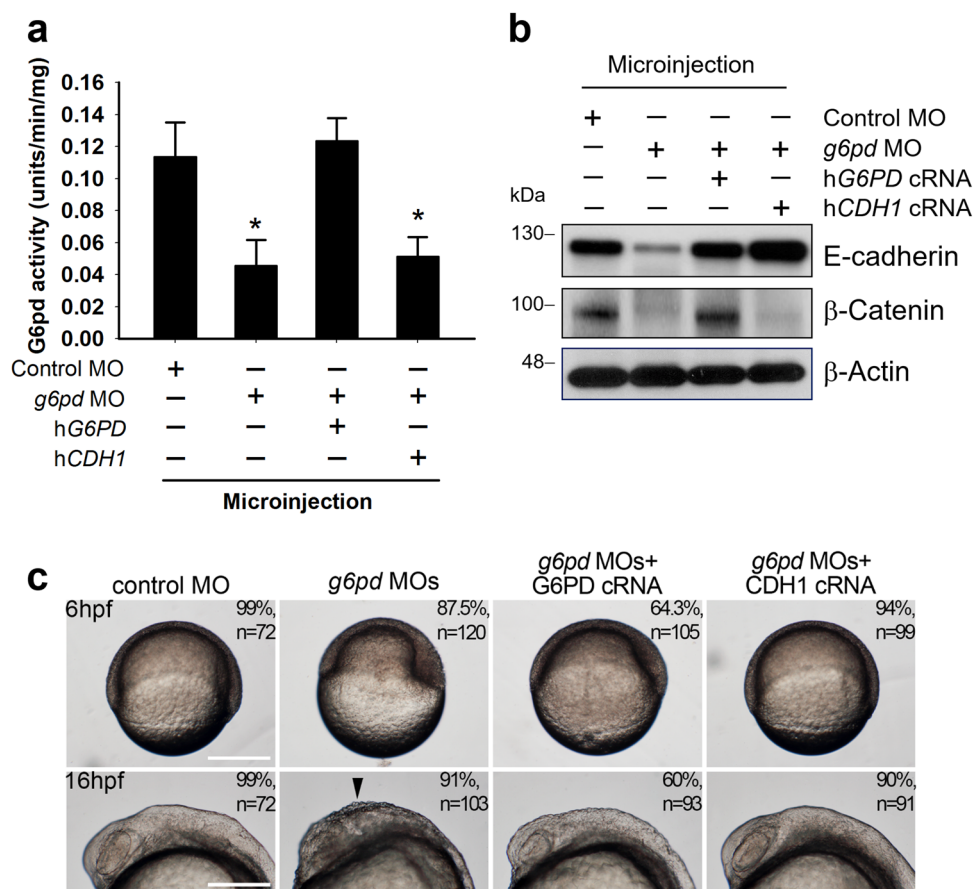 a
G6pd activity (units/min/mg)
0.16
0.14
0.12
0.10
0.08
0.06
0.04
0.02
0.00
* *
Control MO + − − −
g6pd MO − + + +
hG6PD − − + −
hCDH1 − − − +
Microinjection
b
Microinjection
+ − − − Control MO
− + + + g6pd MO
− − + − hG6PD cRNA
− − − + hCDH1 cRNA
kDa
130– E-cadherin
100– β-Catenin
48– β-Actin
c
control MO
g6pd MOs
g6pd MOs+
G6PD cRNA
g6pd MOs+
CDH1 cRNA
6hpf
99%,
n=72
87.5%,
n=120
64.3%,
n=105
94%,
n=99
16hpf
99%,
n=72
91%,
n=103
60%,
n=93
90%,
n=91